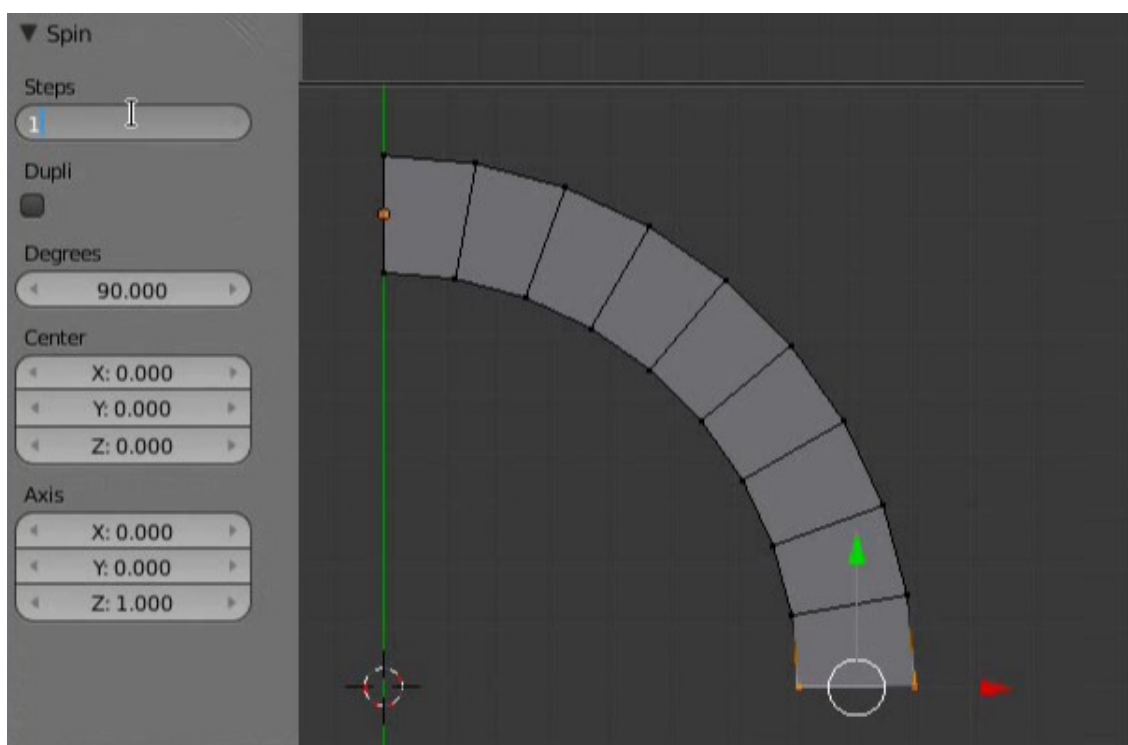 Spin
Steps
1
Dupli
Degrees
90.000
Center
X: 0.000
Y: 0.000
Z: 0.000
Axis
X: 0.000
Y: 0.000
Z: 1.000